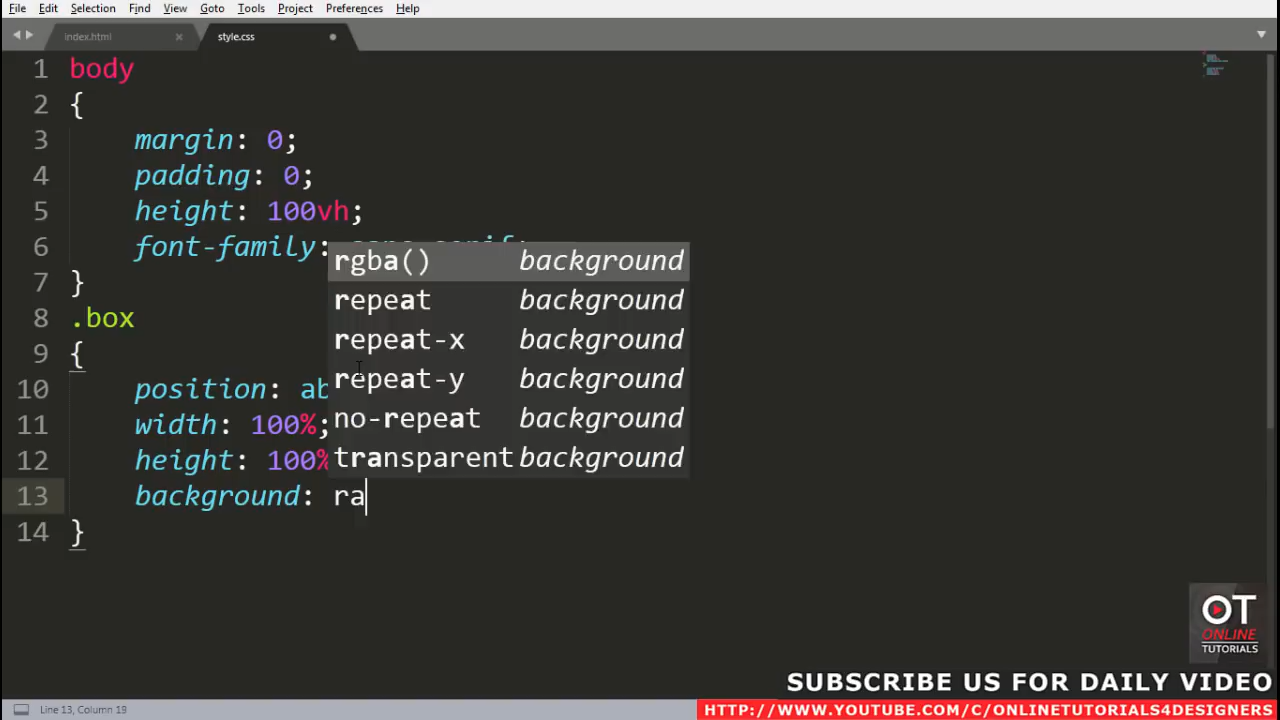 File Edit Selection Find View Goto Tools Project Preferences Help
index.html × style.css
1 body
2 {
3 margin: 0;
4 padding: 0;
5 height: 100vh;
6 font-family:
7 }
8 .box
9 {
10 position: ab
11 width: 100%;
12 height: 100%
13 background: ra
14 }
rgba() background
repeat background
repeat-x background
repeat-y background
no-repeat background
transparent background
OT
ONLINE
TUTORIALS
SUBSCRIBE US FOR DAILY VIDEO
HTTP://WWW.YOUTUBE.COM/C/ONLINETUTORIALS4DESIGNERS
Line 13, Column 19